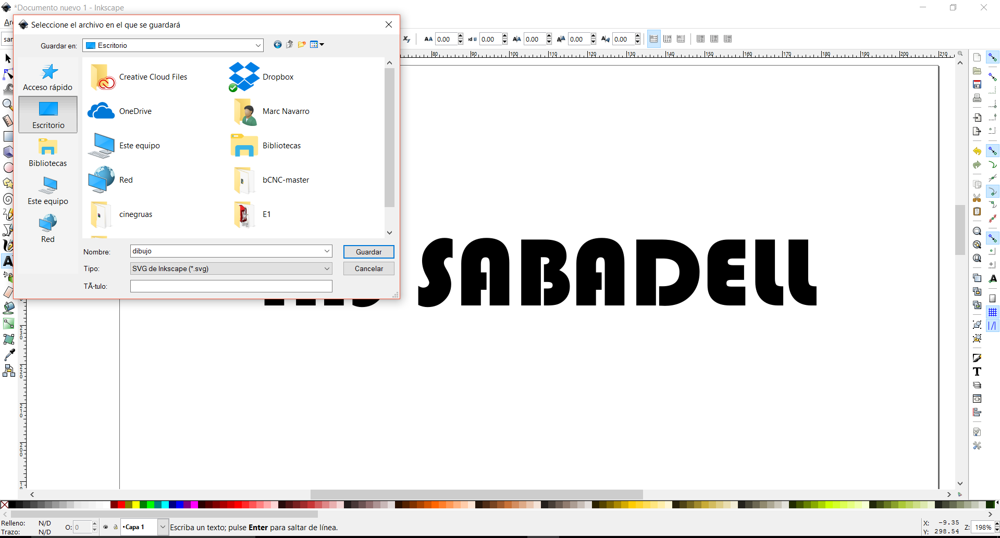 *Documento nuevo 1 - Inkscape
Seleccione el archivo en el que se guardará
Guardar en:
Escritorio
0.00
0.00
0.00
0.00
0.00
80
90
100
110
120
130
140
150
160
170
180
190
200
210
Acceso rápido
Escritorio
Bibliotecas
Este equipo
Red
Creative Cloud Files
Dropbox
OneDrive
Marc Navarro
Este equipo
Bibliotecas
Red
bCNC-master
cinegruas
E1
Nombre:
dibujo
Guardar
Tipo:
SVG de Inkscape (*.svg)
Cancelar
TÃ-tulo:
SABADELL
230
220
210
200
Relleno:
N/D
Trazo:
N/D
O:
0
•Capa 1
Escriba un texto; pulse Enter para saltar de línea.
X: -9.35
Y: 298.54
Z: 198%